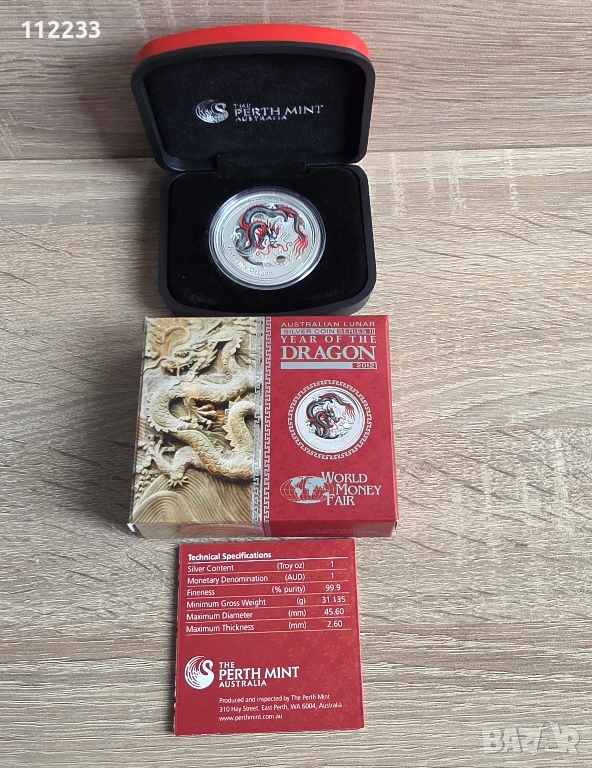 112233
THE
PERTH MINT
AUSTRALIA
AUSTRALIAN LUNAR
SILVER COIN SERIES II
YEAR OF THE
DRAGON
2012
WORLD
MONEY
FAIR
Technical Specifications
Silver Content (Troy oz) 1
Monetary Denomination (AUD) 1
Fineness (% purity) 99.9
Minimum Gross Weight (g) 31.135
Maximum Diameter (mm) 45.60
Maximum Thickness (mm) 2.60
THE
PERTH MINT
AUSTRALIA
Produced and inspected by The Perth Mint
310 Hay Street, East Perth, WA 6004, Australia
www.perthmint.com.au
BAZAR